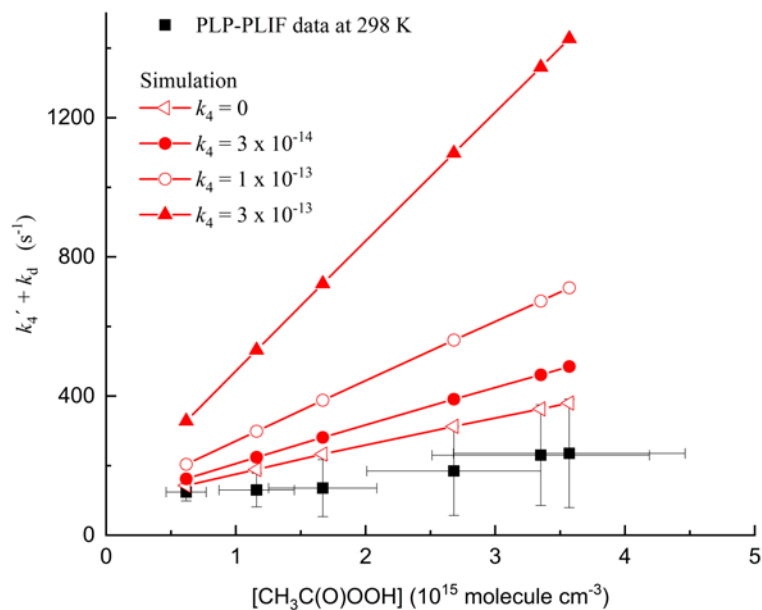 PLP-PLIF data at 298 K
Simulation
k₄ = 0
k₄ = 3 x 10⁻¹⁴
k₄ = 1 x 10⁻¹³
k₄ = 3 x 10⁻¹³
k₄′ + k_d (s⁻¹)
1200
800
400
0
0 1 2 3 4 5
[CH₃C(O)OOH] (10¹⁵ molecule cm⁻³)